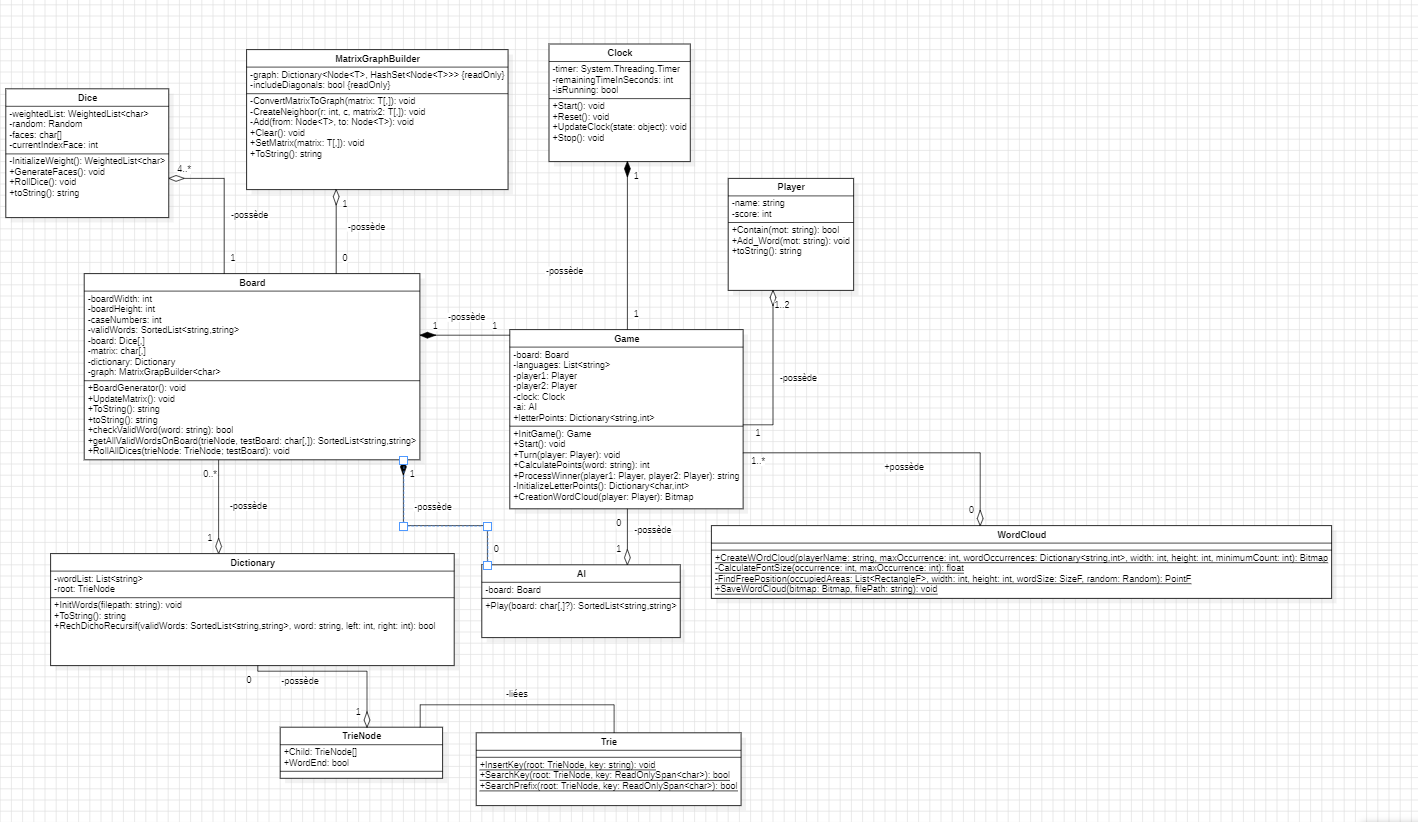 Dice
-weightedList: WeightedList<char>
-random: Random
-faces: char[]
-currentIndexFace: int
-InitializeWeight(): WeightedList<char>
+GenerateFaces(): void
+RollDice(): void
+toString(): string
MatrixGraphBuilder
-graph: Dictionary<Node<T>, HashSet<Node<T>>> {readOnly}
-includeDiagonals: bool {readOnly}
-ConvertMatrixToGraph(matrix: T[,]): void
-CreateNeighbor(r: int, c, matrix2: T[,]): void
-Add(from: Node<T>, to: Node<T>): void
+Clear(): void
+SetMatrix(matrix: T[,]): void
+ToString(): string
Clock
-timer: System.Threading.Timer
-remainingTimeInSeconds: int
-isRunning: bool
+Start(): void
+Reset(): void
+UpdateClock(state: object): void
+Stop(): void
Player
-name: string
-score: int
+Contain(mot: string): bool
+Add_Word(mot: string): void
+toString(): string
4..*
-possède
1
1
-possède
0
1
-possède
1
1..2
-possède
1
Board
-boardWidth: int
-boardHeight: int
-caseNumbers: int
-validWords: SortedList<string,string>
-board: Dice[,]
-matrix: char[,]
-dictionary: Dictionary
-graph: MatrixGrapBuilder<char>
+BoardGenerator(): void
+UpdateMatrix(): void
+ToString(): string
+toString(): string
+checkValidWord(word: string): bool
+getAllValidWordsOnBoard(trieNode, testBoard: char[,]): SortedList<string,string>
+RollAllDices(trieNode: TrieNode; testBoard): void
-possède
1
1
Game
-board: Board
-languages: List<string>
-player1: Player
-player2: Player
-clock: Clock
-ai: AI
+letterPoints: Dictionary<string,int>
+InitGame(): Game
+Start(): void
+Turn(player: Player): void
+CalculatePoints(word: string): int
+ProcessWinner(player1: Player, player2: Player): string
-InitializeLetterPoints(): Dictionary<char,int>
+CreationWordCloud(player: Player): Bitmap
0..*
-possède
1
1
-possède
0
0
-possède
1
1..*
+possède
0
WordCloud
+CreateWOrdCloud(playerName: string, maxOccurrence: int, wordOccurrences: Dictionary<string,int>, width: int, height: int, minimumCount: int): Bitmap
-CalculateFontSize(occurrence: int, maxOccurrence: int): float
-FindFreePosition(occupiedAreas: List<RectangleF>, width: int, height: int, wordSize: SizeF, random: Random): PointF
+SaveWordCloud(bitmap: Bitmap, filePath: string): void
Dictionary
-wordList: List<string>
-root: TrieNode
+InitWords(filepath: string): void
+ToString(): string
+RechDichoRecursif(validWords: SortedList<string,string>, word: string, left: int, right: int): bool
AI
-board: Board
+Play(board: char[,]?): SortedList<string,string>
0
-possède
1
-liées
TrieNode
+Child: TrieNode[]
+WordEnd: bool
Trie
+InsertKey(root: TrieNode, key: string): void
+SearchKey(root: TrieNode, key: ReadOnlySpan<char>): bool
+SearchPrefix(root: TrieNode, key: ReadOnlySpan<char>): bool